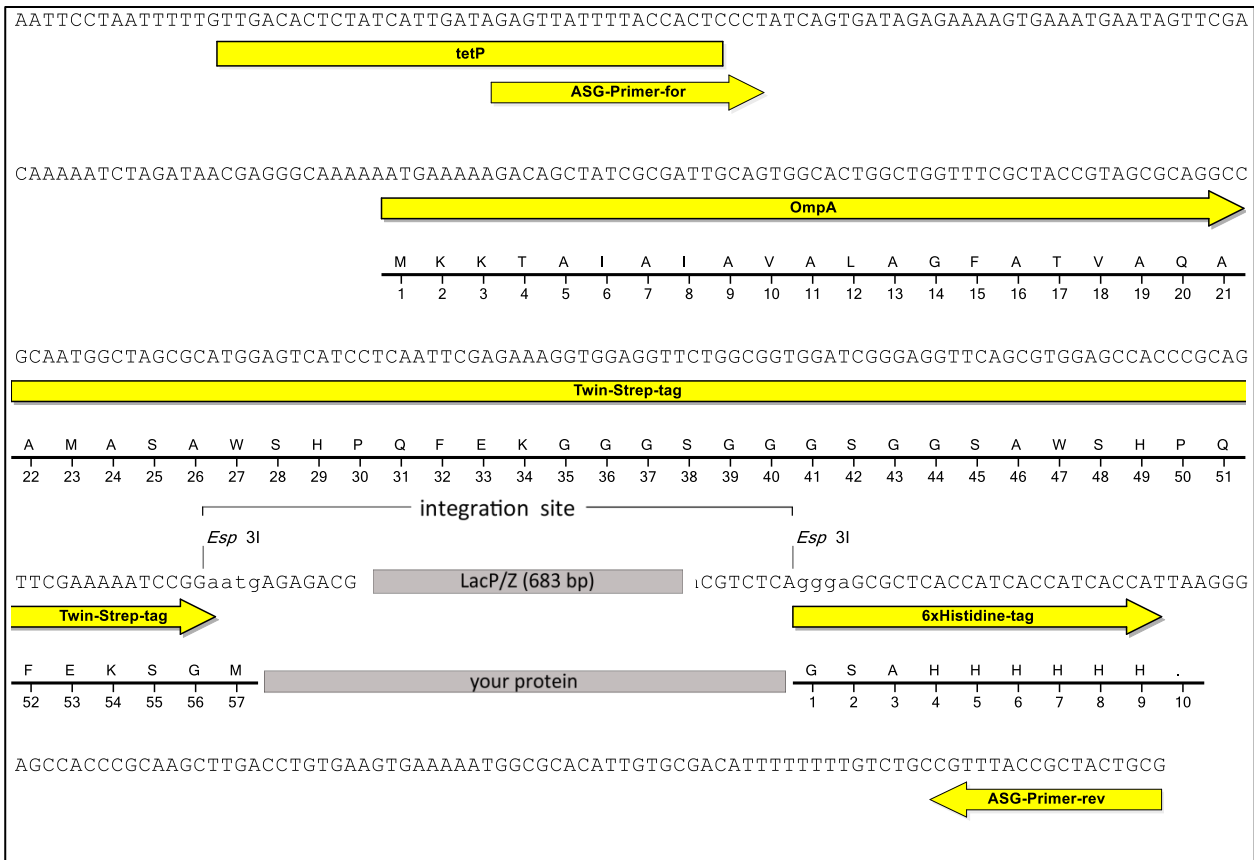 AATTCCTAATTTTTGTTGACACTCTATCATTGATAGAGTTATTTTACCACTCCCTATCAGTGATAGAGAAAAGTGAAATGAATAGTTCGA
tetP
ASG-Primer-for
CAAAAATCTAGATAACGAGGGCAAAAAATGAAAAAGACAGCTATCGCGATTGCAGTGGCACTGGCTGGTTTCGCTACCGTAGCGCAGGCC
OmpA
M K K T A I A I A V A L A G F A T V A Q A
1 2 3 4 5 6 7 8 9 10 11 12 13 14 15 16 17 18 19 20 21
GCAATGGCTAGCGCATGGAGTCATCCTCAATTCGAGAAAGGTGGAGGTTCTGGCGGTGGATCGGGAGGTTCAGCGTGGAGCCACCCGCAG
Twin-Strep-tag
A M A S A W S H P Q F E K G G G S G G G S G G S A W S H P Q
22 23 24 25 26 27 28 29 30 31 32 33 34 35 36 37 38 39 40 41 42 43 44 45 46 47 48 49 50 51
integration site
Esp 3I Esp 3I
TTCGAAAAATCCGGaatgAGAGACG LacP/Z (683 bp) CGTCTCAgggaGCGCTCACCATCACCATCACCATTAAGGG
Twin-Strep-tag 6xHistidine-tag
F E K S G M your protein G S A H H H H H H .
52 53 54 55 56 57 1 2 3 4 5 6 7 8 9 10
AGCCACCCGCAAGCTTGACCTGTGAAGTGAAAAATGGCGCACATTGTGCGACATTTTTTTTGTCTGCCGTTTACCGCTACTGCG
ASG-Primer-rev